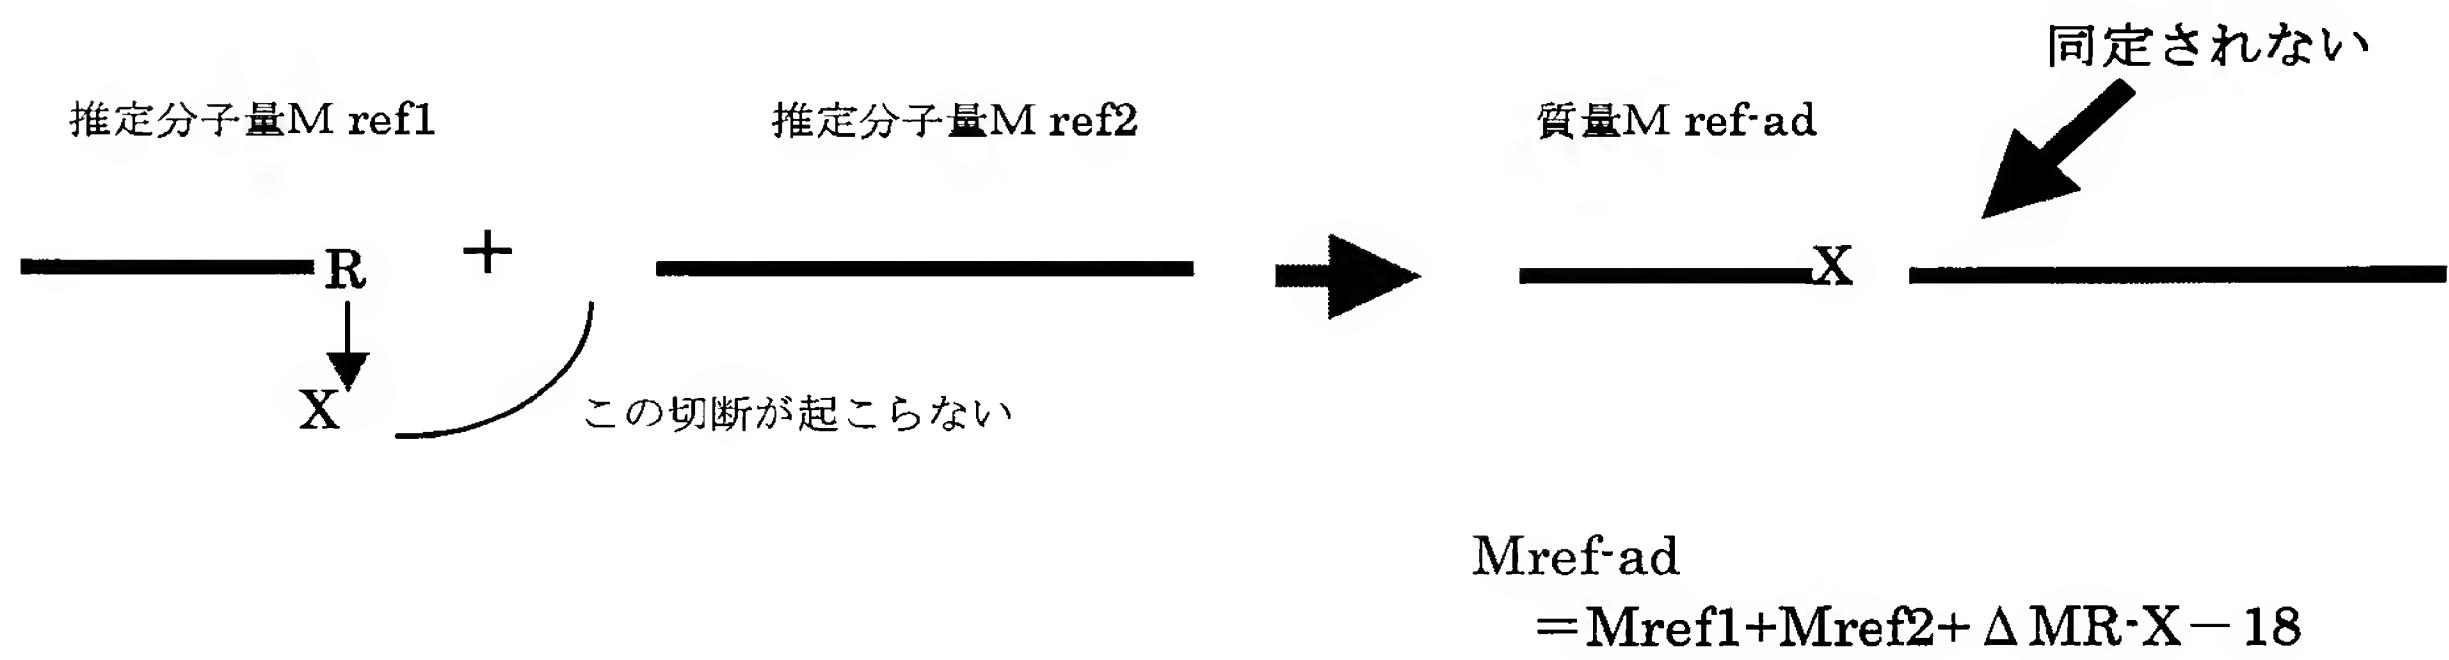 同定されない
推定分子量M ref1
推定分子量M ref2
質量M ref-ad
R
+
X
X
この切断が起こらない
Mref-ad
=Mref1+Mref2+ΔMR-X-18